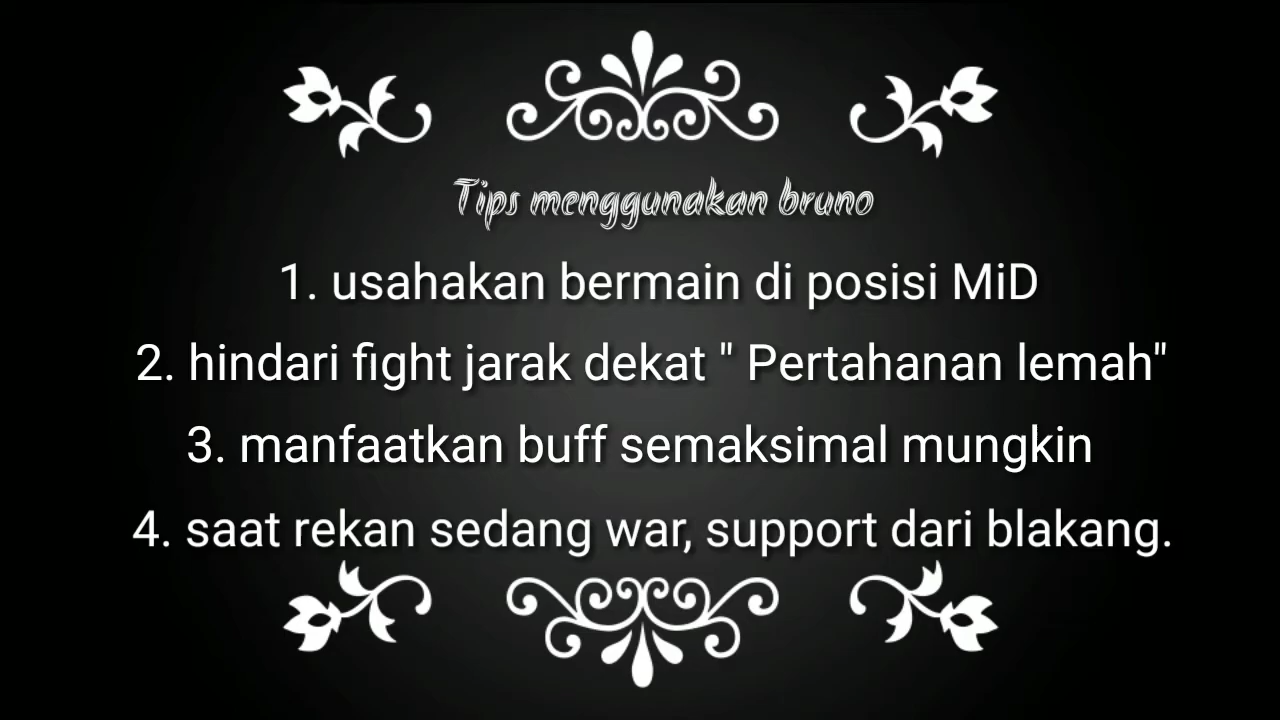 Tips menggunakan bruno
1. usahakan bermain di posisi MiD
2. hindari fight jarak dekat " Pertahanan lemah"
3. manfaatkan buff semaksimal mungkin
4. saat rekan sedang war, support dari blakang.